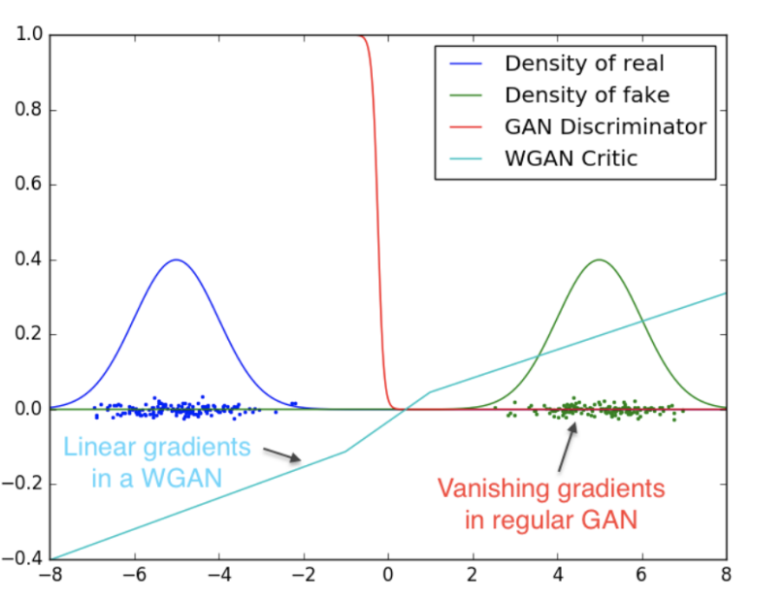 1.0
Density of real
Density of fake
GAN Discriminator
WGAN Critic
0.8
0.6
0.4
0.2
0.0
Linear gradients
in a WGAN
−0.2
Vanishing gradients
in regular GAN
−0.4
−8 −6 −4 −2 0 2 4 6 8